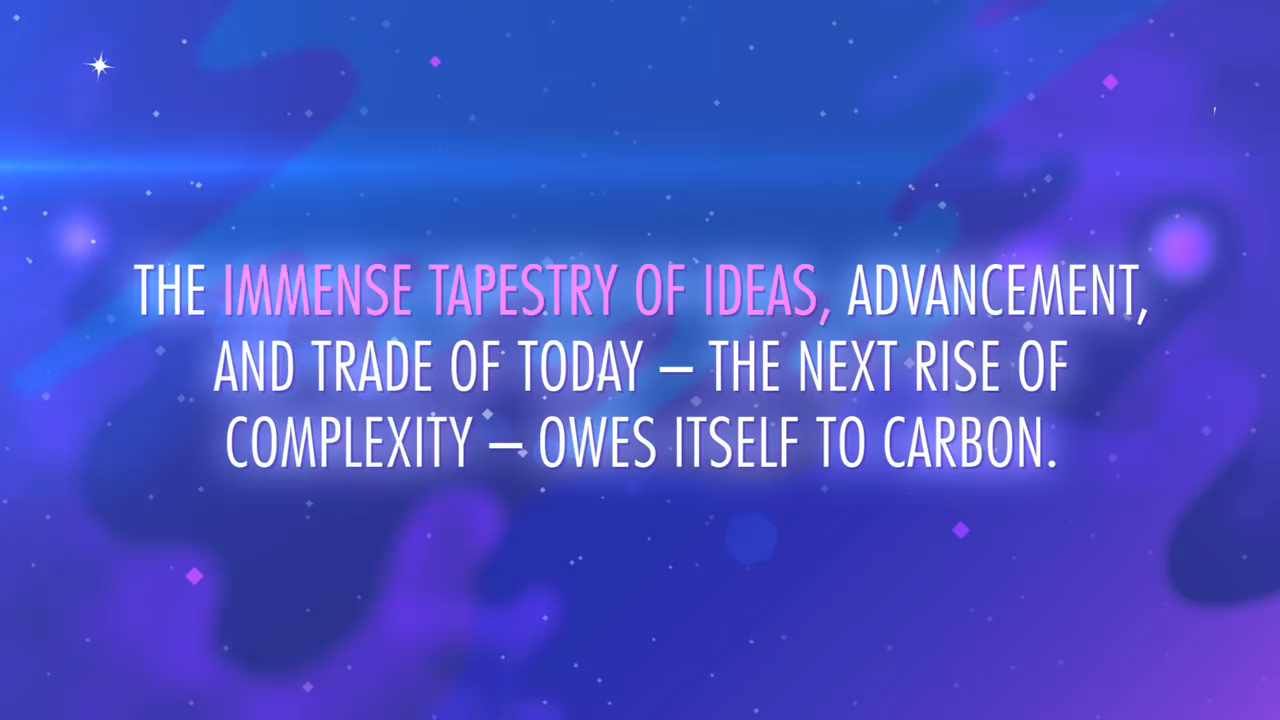 THE IMMENSE TAPESTRY OF IDEAS, ADVANCEMENT,
AND TRADE OF TODAY – THE NEXT RISE OF
COMPLEXITY – OWES ITSELF TO CARBON.